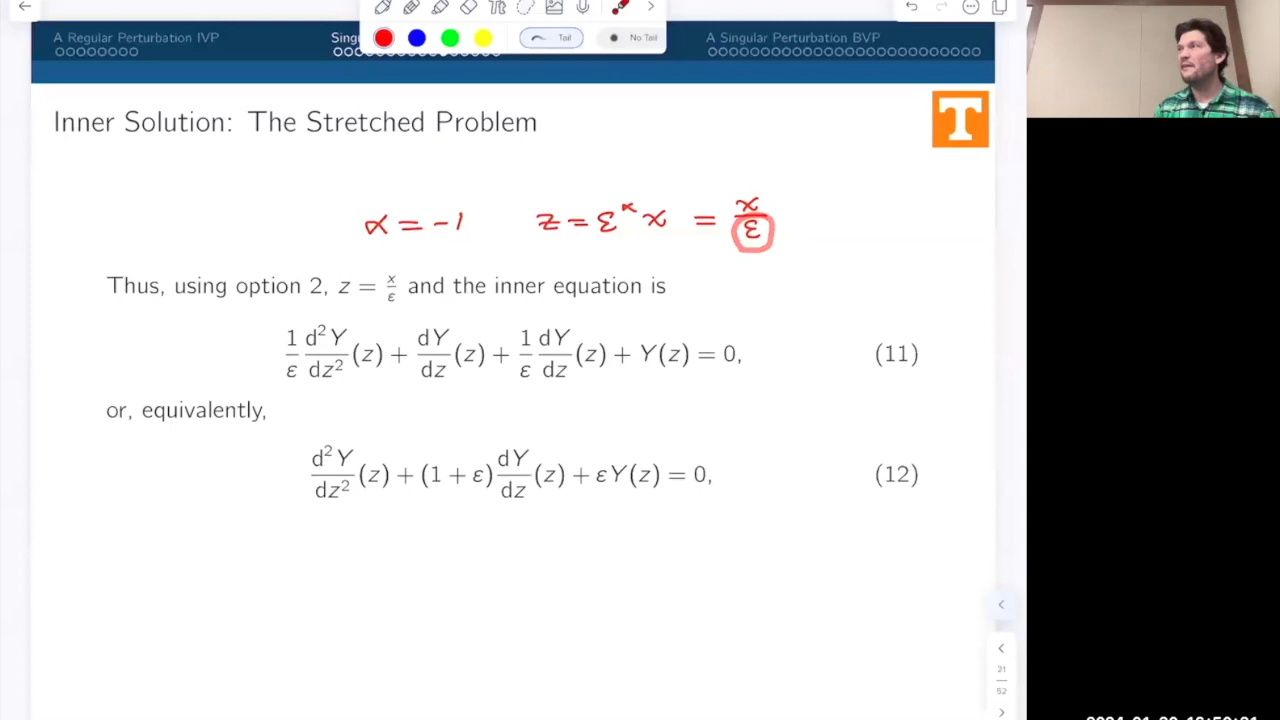 A Regular Perturbation IVP
A Singular Perturbation BVP
Tail
No Tail
Inner Solution: The Stretched Problem
T
α = -1 z = ε^α x = x/ε
Thus, using option 2, z = x/ε and the inner equation is
1/ε d²Y/dz² (z) + dY/dz (z) + 1/ε dY/dz (z) + Y(z) = 0, (11)
or, equivalently,
d²Y/dz² (z) + (1 + ε) dY/dz (z) + εY(z) = 0, (12)
21
52